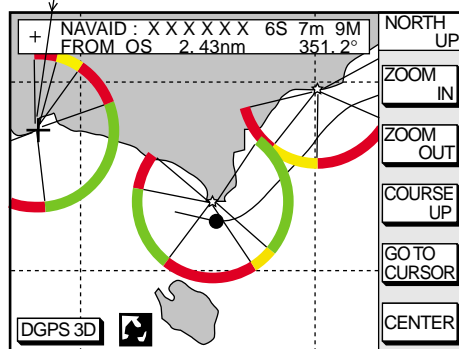 + NAVAID : X X X X X X 6S 7m 9M
FROM OS 2. 43nm 351. 2°
NORTH
UP
ZOOM
IN
ZOOM
OUT
COURSE
UP
GO TO
CURSOR
CENTER
DGPS 3D